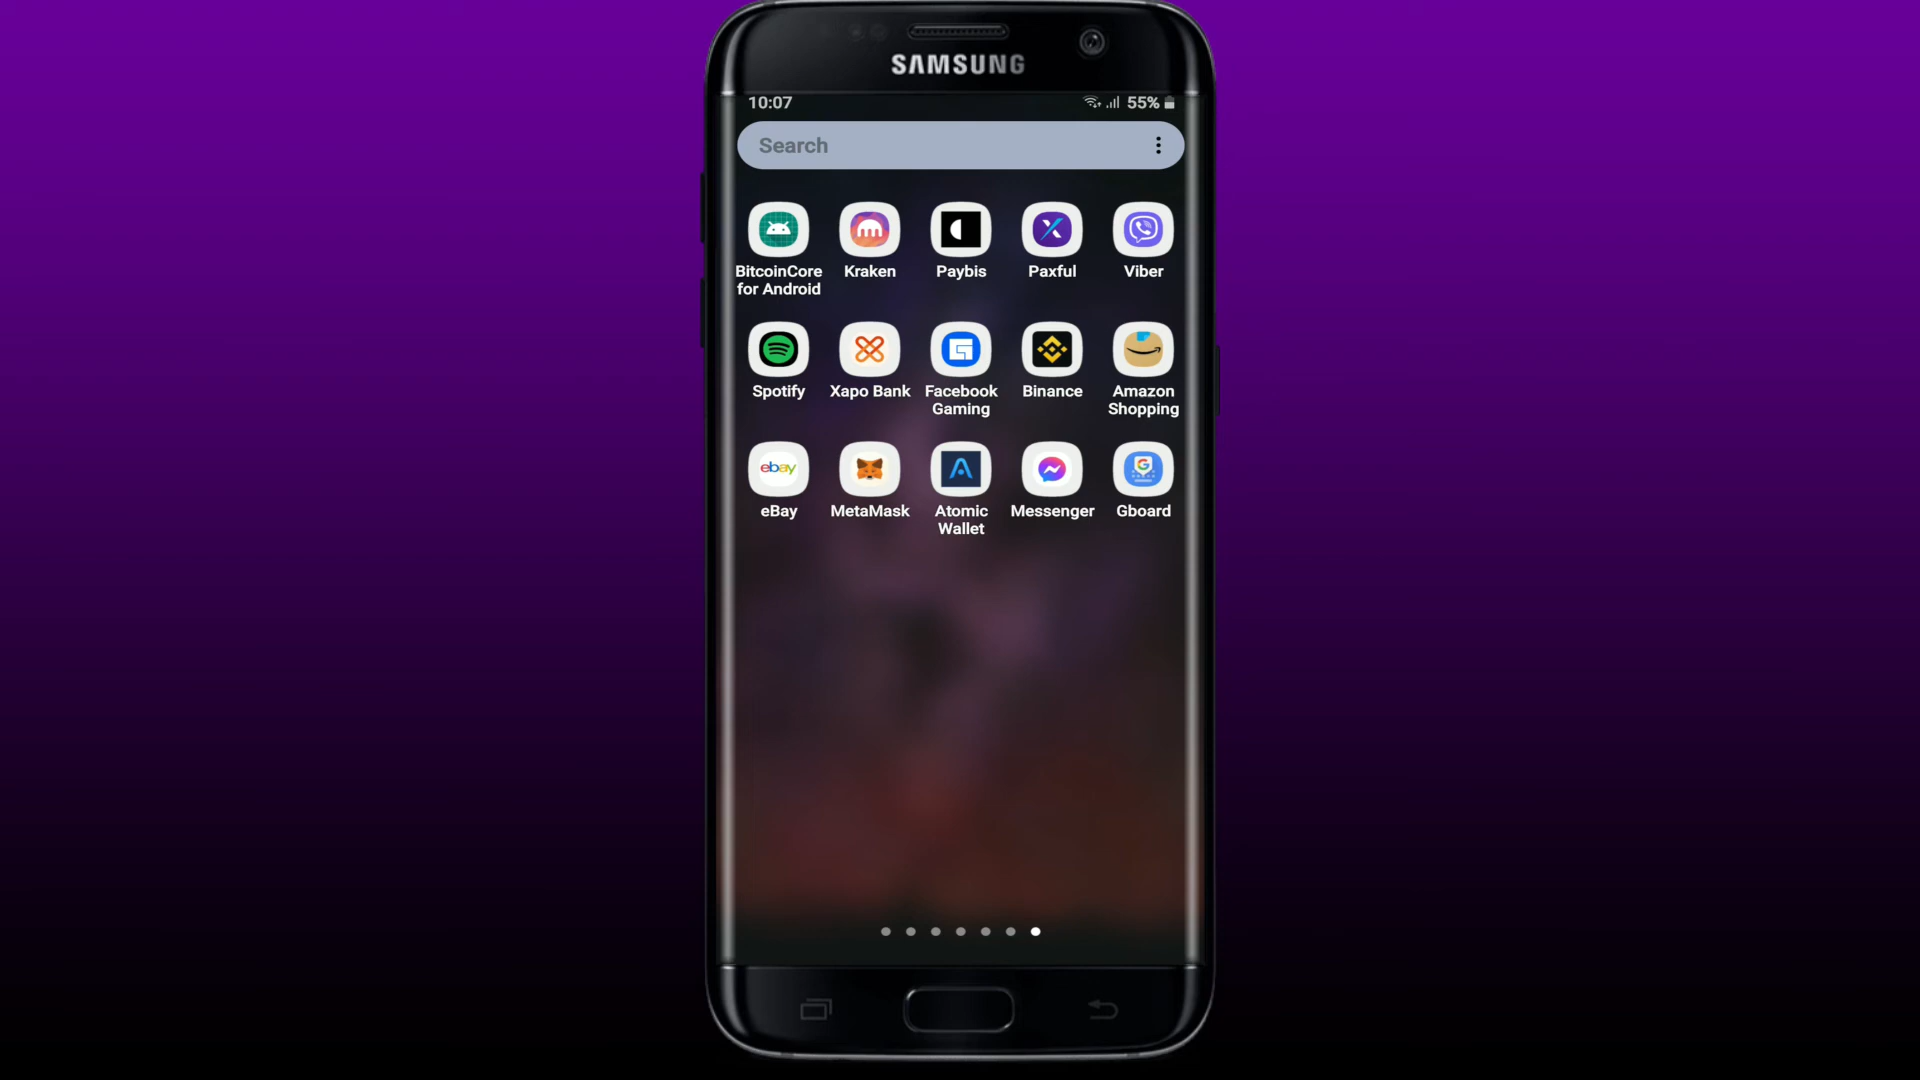 SAMSUNG
10:07
55%
Search
BitcoinCore
for Android
Kraken
Paybis
Paxful
Viber
Spotify
Xapo Bank
Facebook
Gaming
Binance
Amazon
Shopping
ebay
eBay
MetaMask
Atomic
Wallet
Messenger
G
Gboard